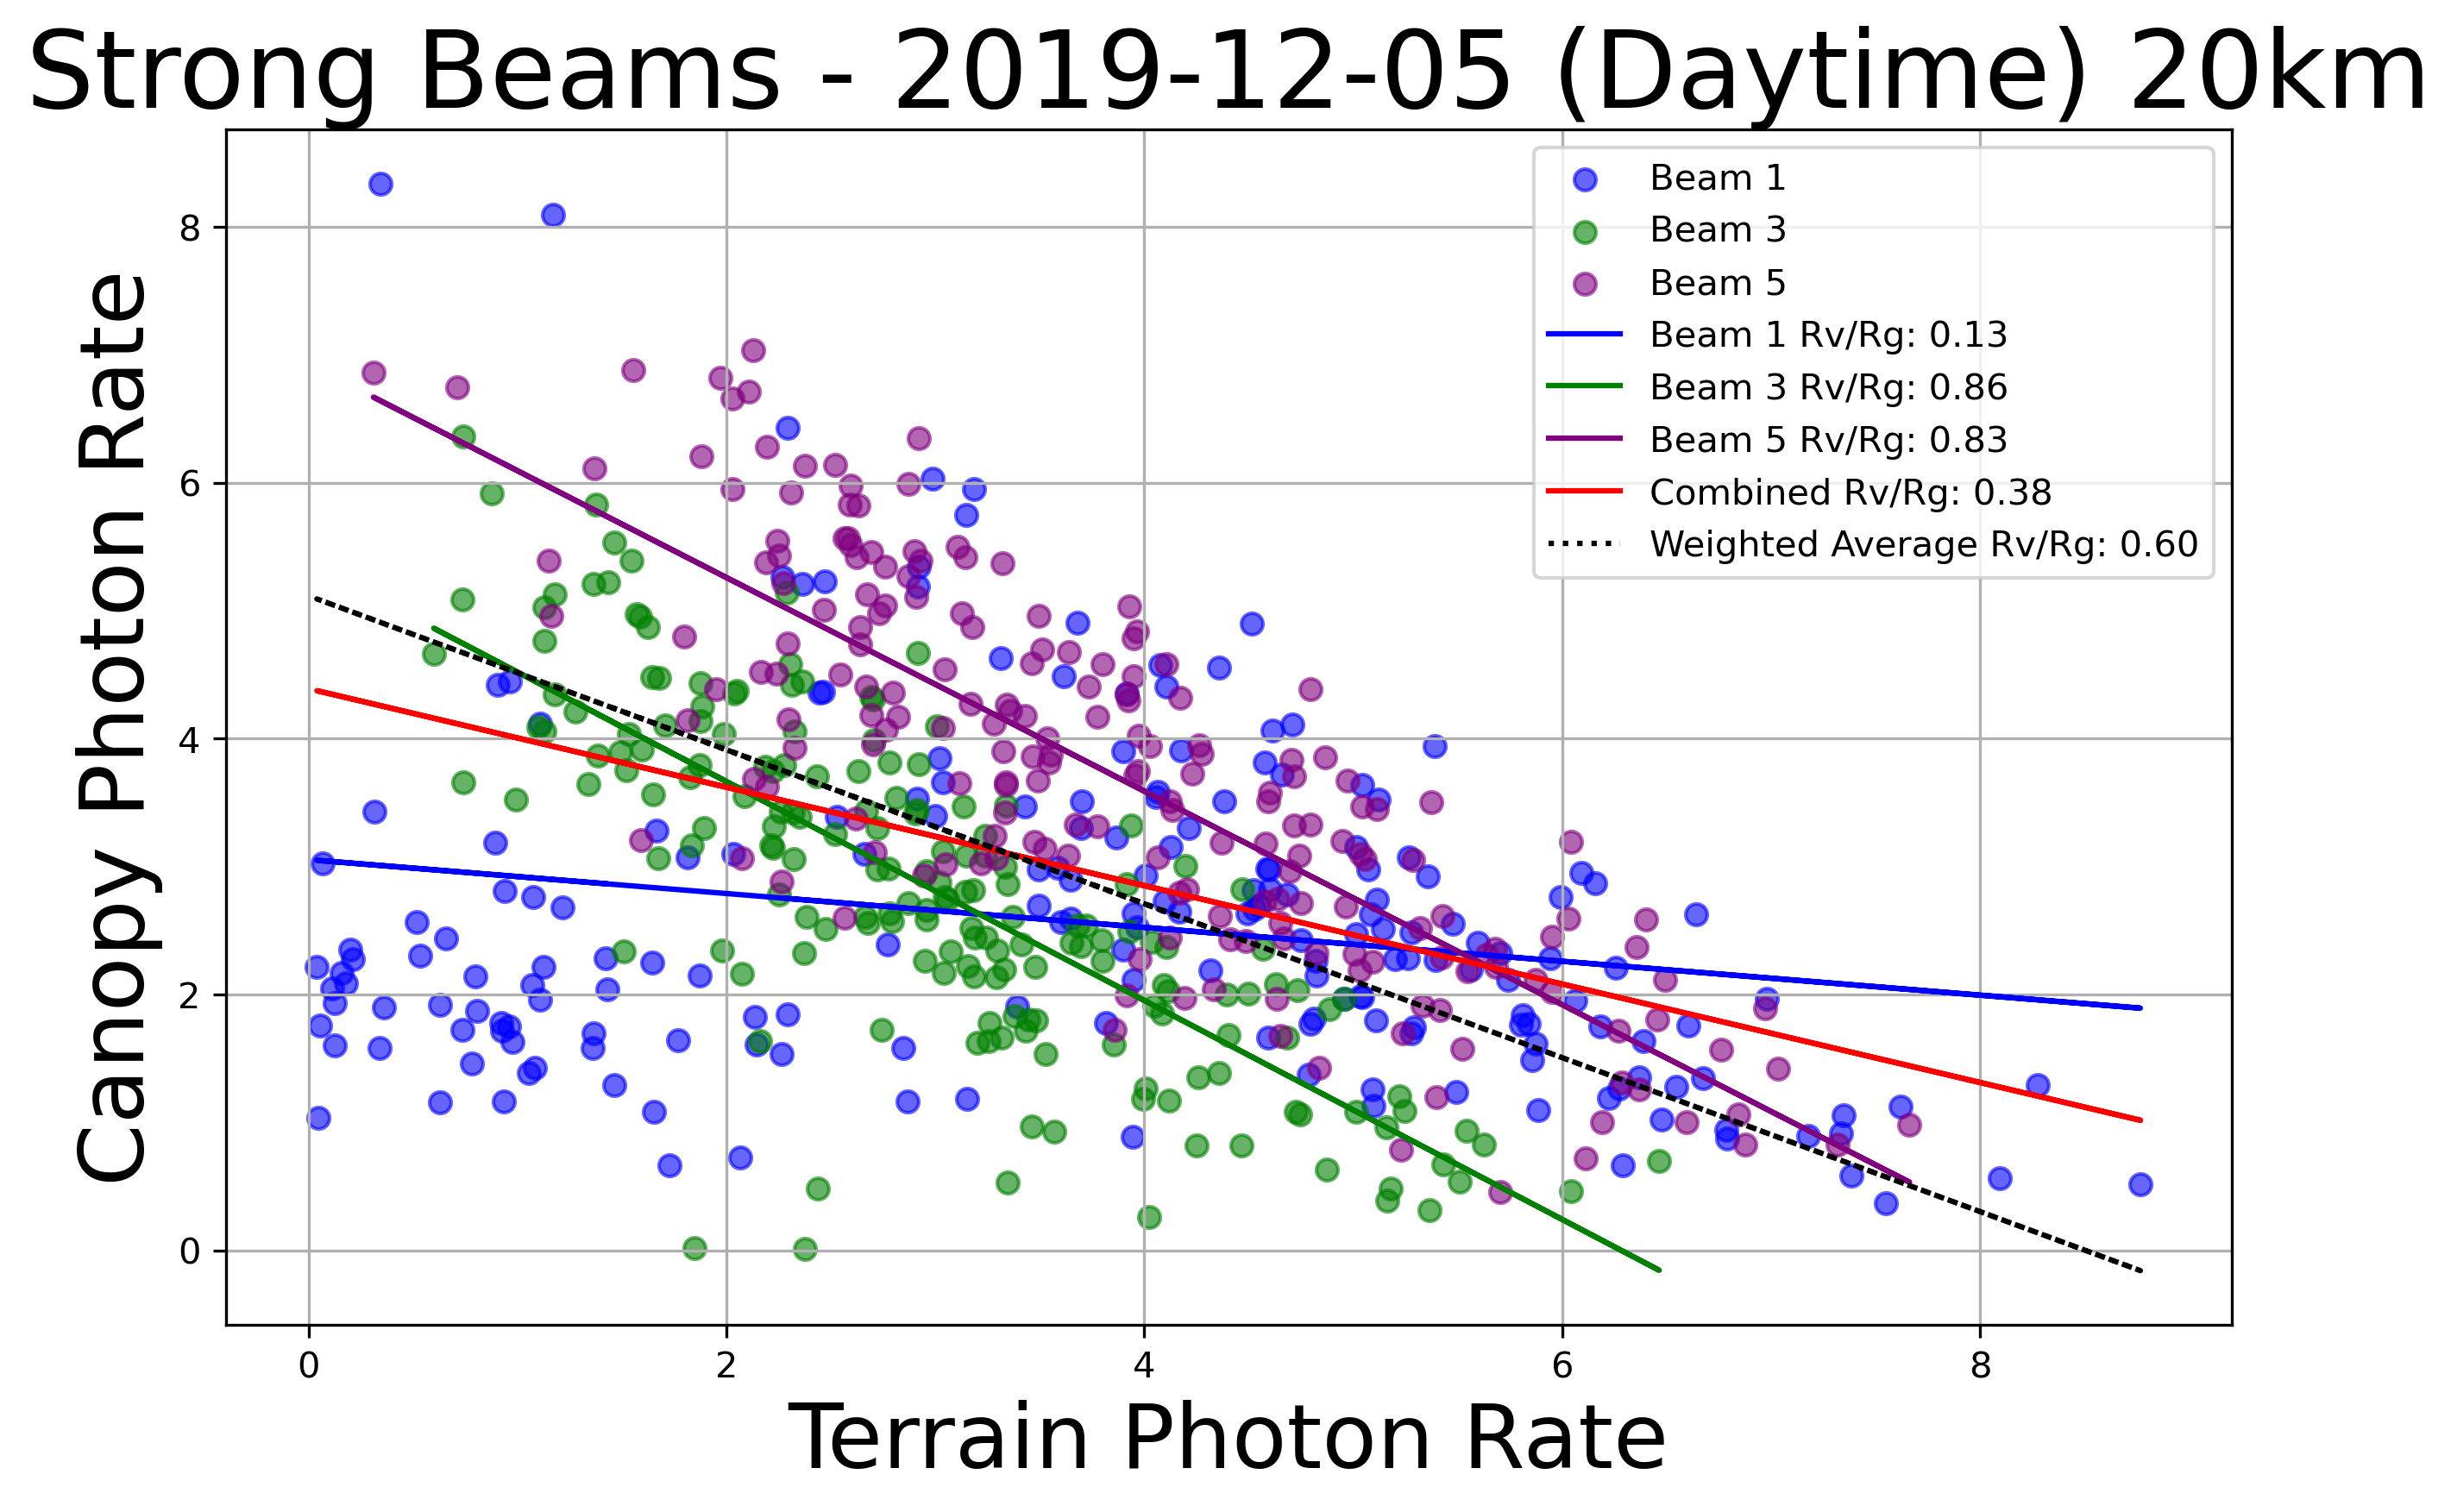 Strong Beams - 2019-12-05 (Daytime) 20km
Canopy Photon Rate
8
6
4
2
0
Beam 1
Beam 3
Beam 5
Beam 1 Rv/Rg: 0.13
Beam 3 Rv/Rg: 0.86
Beam 5 Rv/Rg: 0.83
Combined Rv/Rg: 0.38
Weighted Average Rv/Rg: 0.60
0 2 4 6 8
Terrain Photon Rate